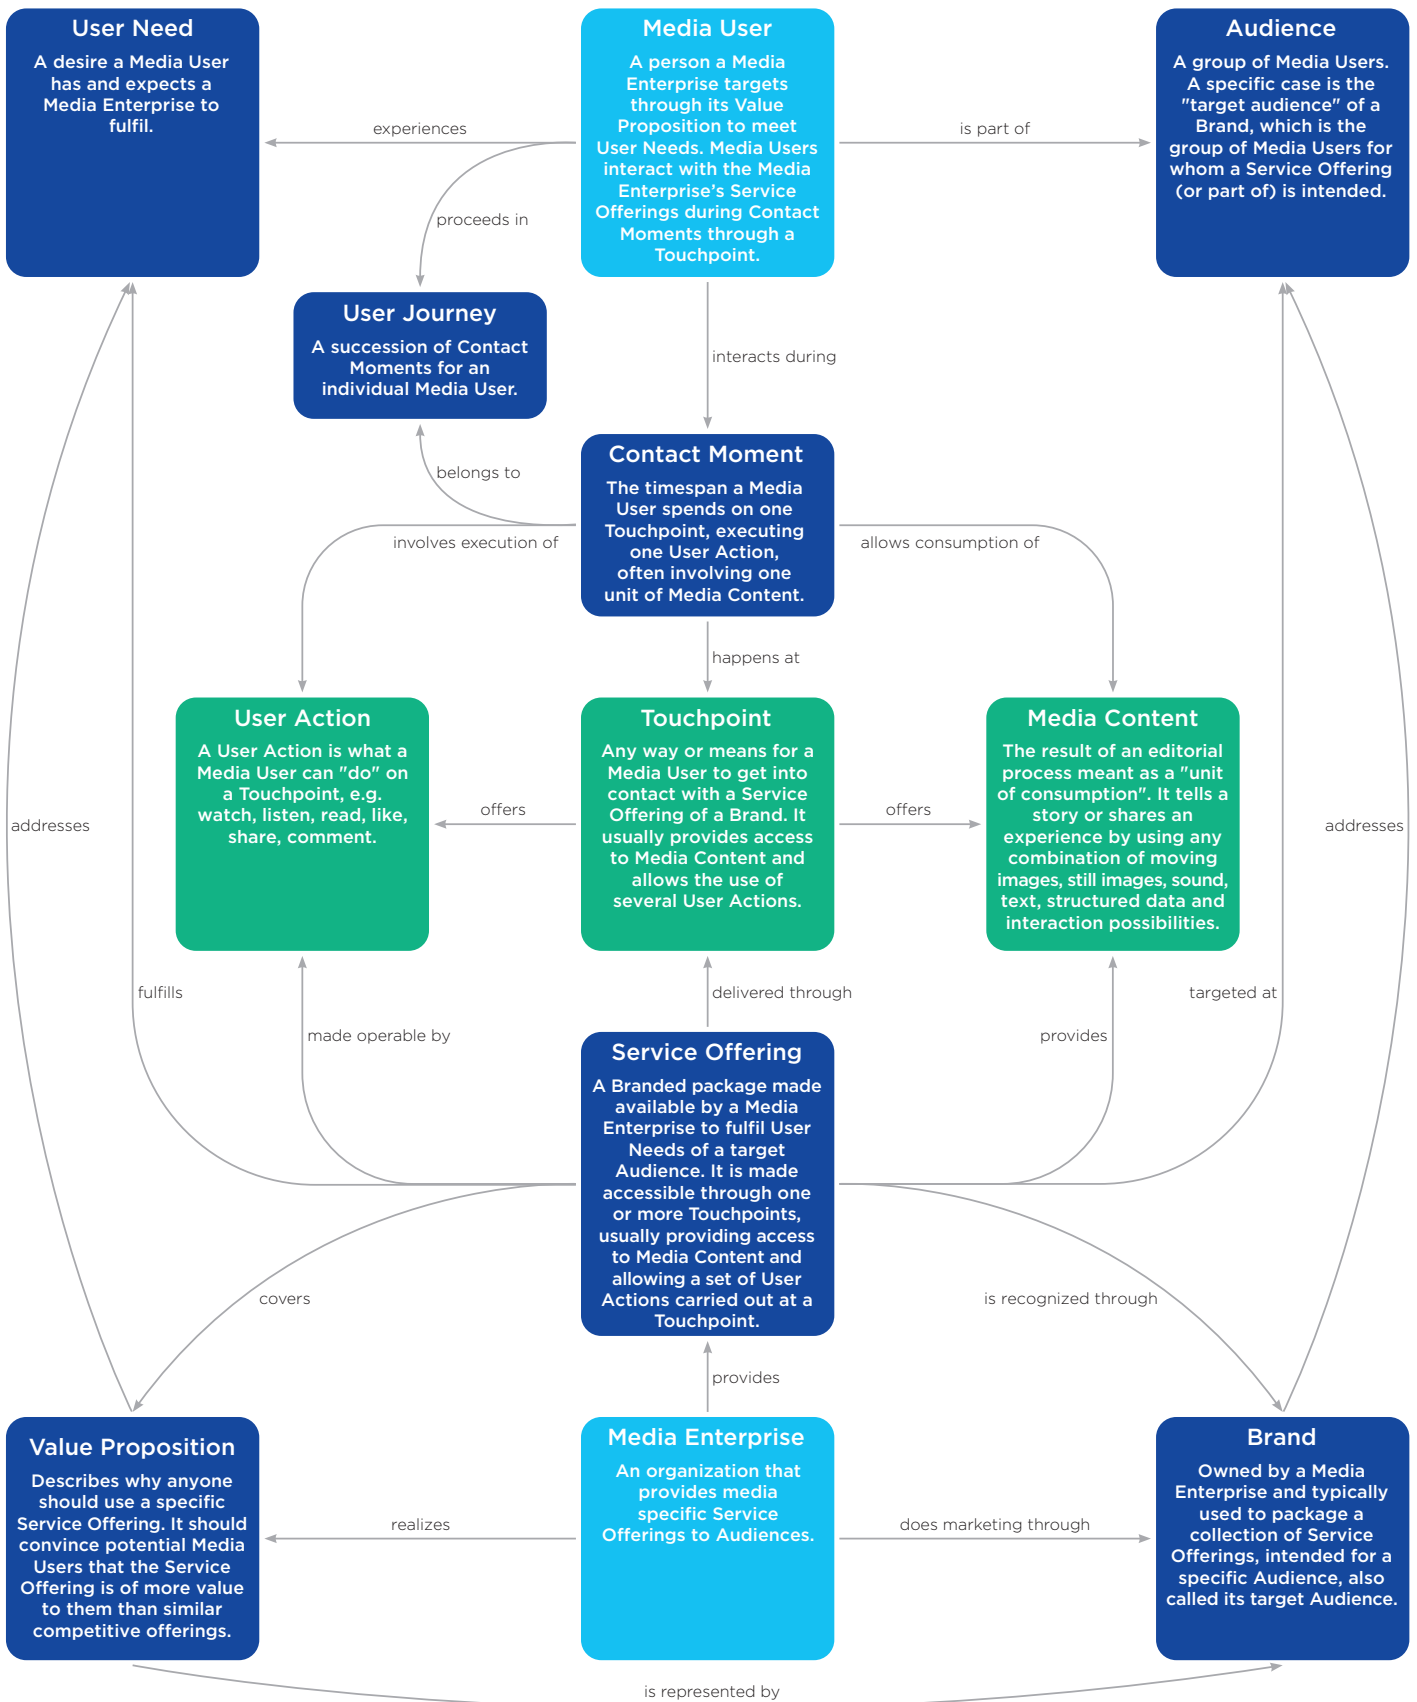 User Need
A desire a Media User
has and expects a
Media Enterprise to
fulfil.
experiences
Media User
A person a Media
Enterprise targets
through its Value
Proposition to meet
User Needs. Media Users
interact with the Media
Enterprise's Service
Offerings during Contact
Moments through a
Touchpoint.
is part of
Audience
A group of Media Users.
A specific case is the
"target audience" of a
Brand, which is the
group of Media Users for
whom a Service Offering
(or part of) is intended.
proceeds in
User Journey
A succession of Contact
Moments for an
individual Media User.
interacts during
belongs to
Contact Moment
The timespan a Media
User spends on one
Touchpoint, executing
one User Action,
often involving one
unit of Media Content.
involves execution of
allows consumption of
happens at
User Action
A User Action is what a
Media User can "do" on
a Touchpoint, e.g.
watch, listen, read, like,
share, comment.
offers
Touchpoint
Any way or means for a
Media User to get into
contact with a Service
Offering of a Brand. It
usually provides access
to Media Content and
allows the use of
several User Actions.
offers
Media Content
The result of an editorial
process meant as a "unit
of consumption". It tells a
story or shares an
experience by using any
combination of moving
images, still images, sound,
text, structured data and
interaction possibilities.
addresses
addresses
fulfills
delivered through
targeted at
made operable by
provides
Service Offering
A Branded package made
available by a Media
Enterprise to fulfil User
Needs of a target
Audience. It is made
accessible through one
or more Touchpoints,
usually providing access
to Media Content and
allowing a set of User
Actions carried out at a
Touchpoint.
covers
is recognized through
provides
Value Proposition
Describes why anyone
should use a specific
Service Offering. It should
convince potential Media
Users that the Service
Offering is of more value
to them than similar
competitive offerings.
realizes
Media Enterprise
An organization that
provides media
specific Service
Offerings to Audiences.
does marketing through
Brand
Owned by a Media
Enterprise and typically
used to package a
collection of Service
Offerings, intended for a
specific Audience, also
called its target Audience.
is represented by